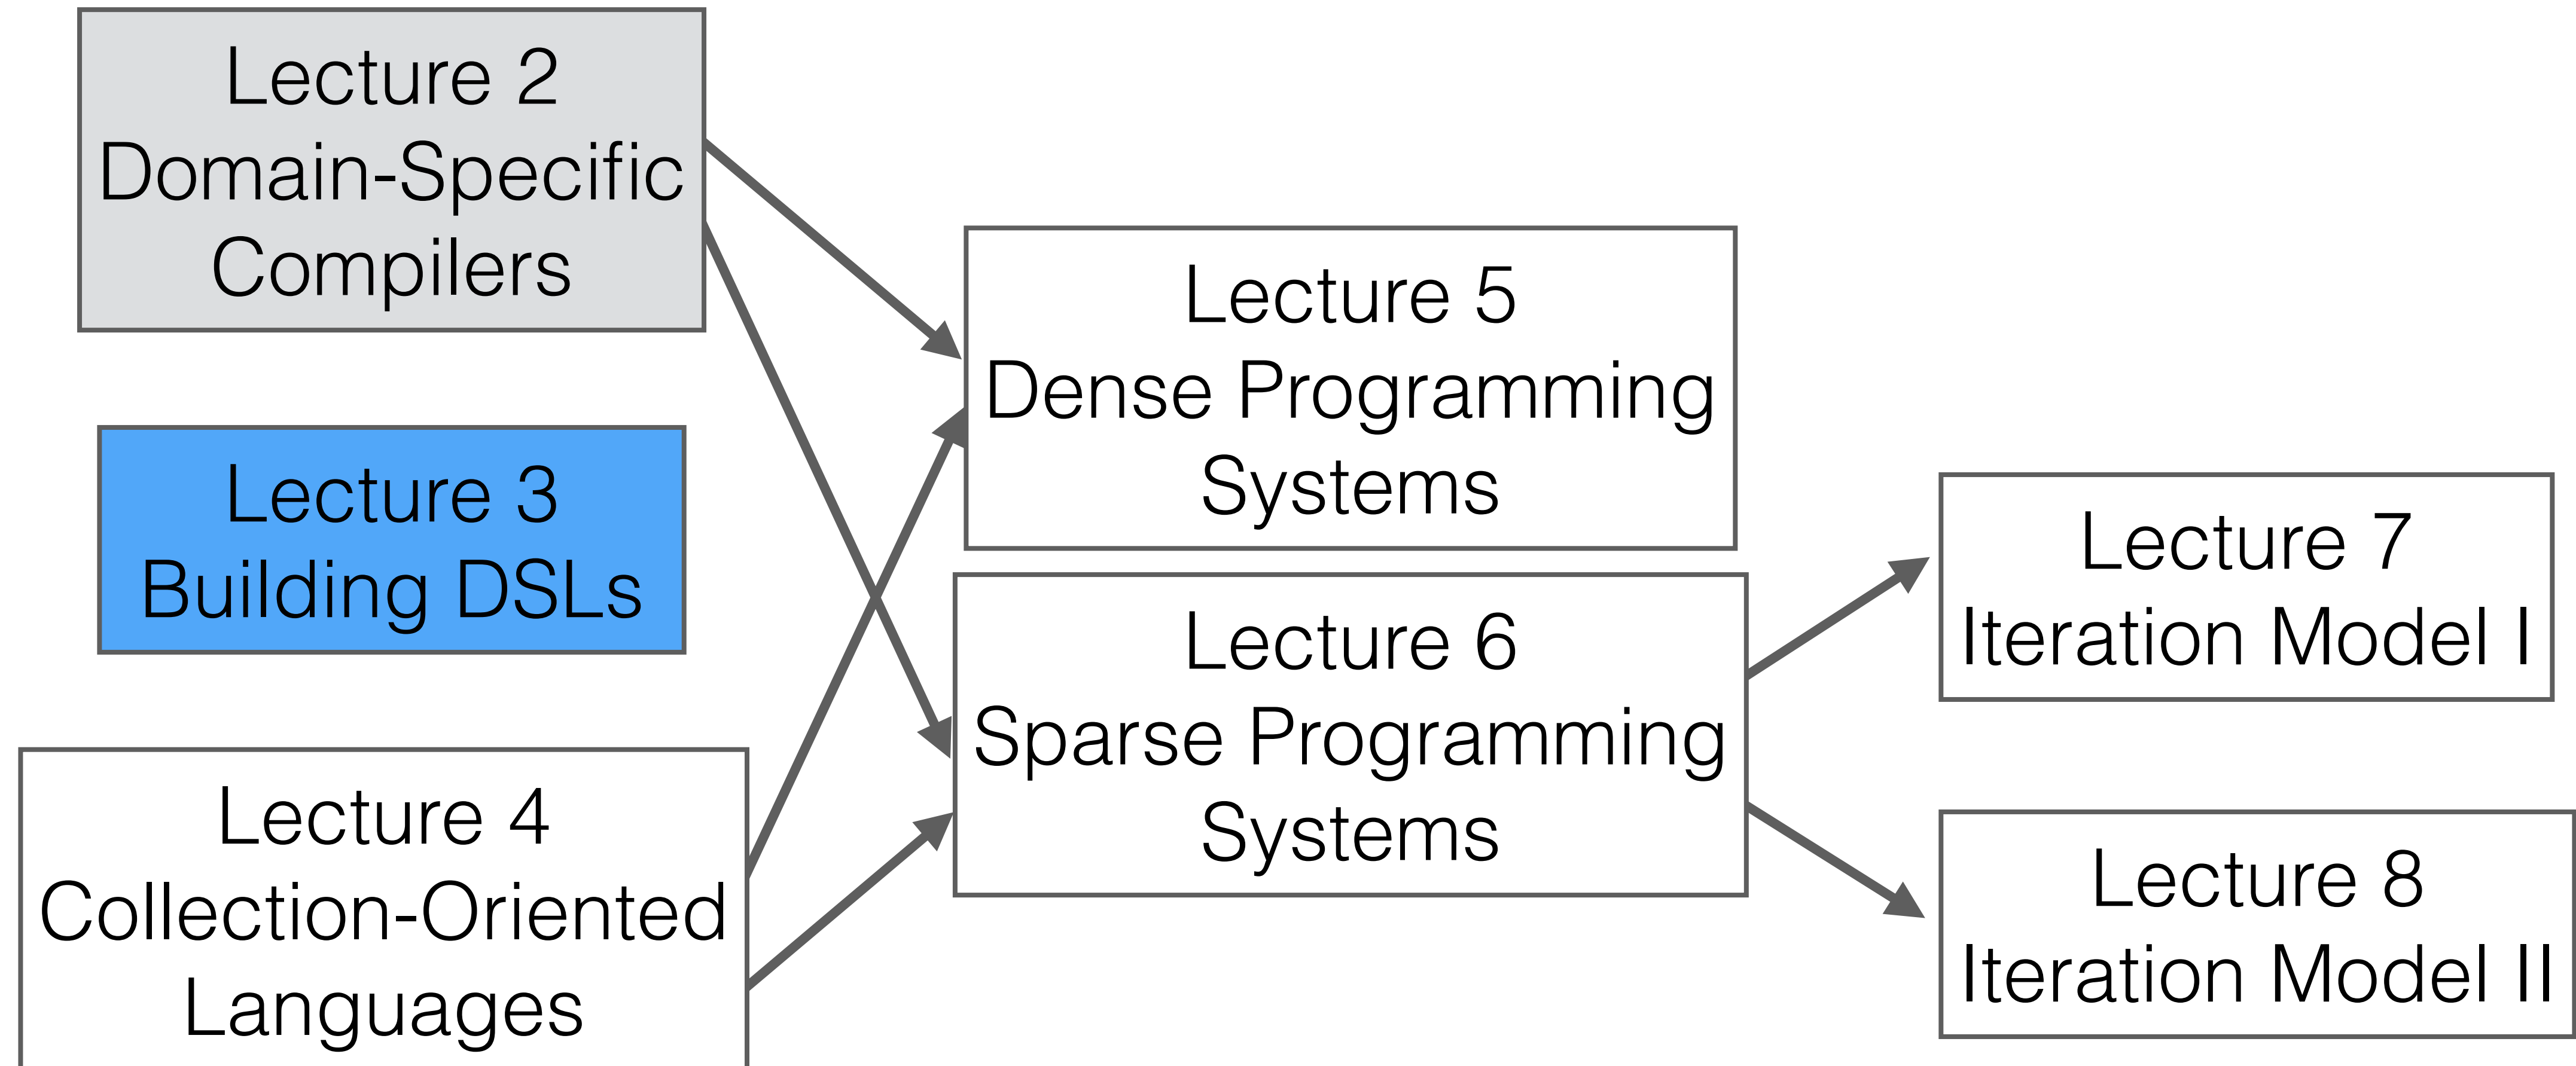 Lecture 2
Domain-Specific
Compilers
Lecture 3
Building DSLs
Lecture 4
Collection-Oriented
Languages
Lecture 5
Dense Programming
Systems
Lecture 6
Sparse Programming
Systems
Lecture 7
Iteration Model I
Lecture 8
Iteration Model II